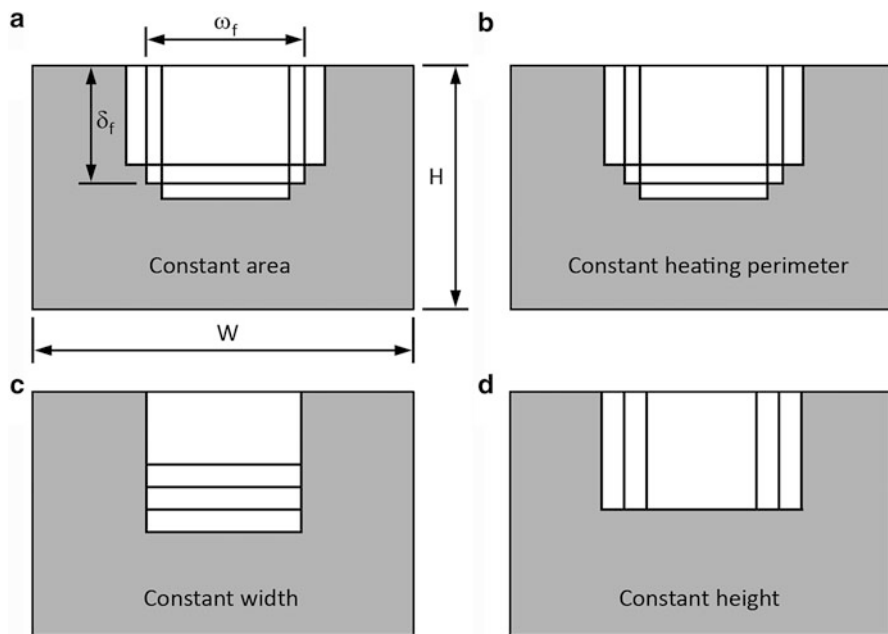 a
ω_f
b
δ_f
H
Constant area
Constant heating perimeter
W
c
d
Constant width
Constant height